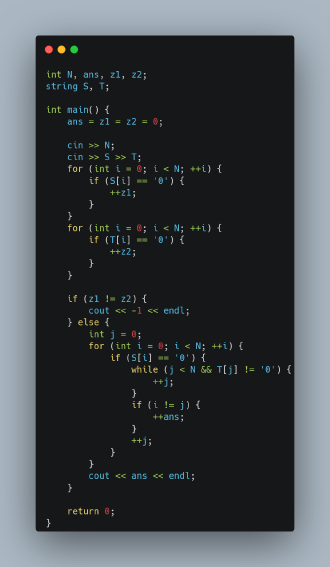 int N, ans, z1, z2;
string S, T;

int main() {
    ans = z1 = z2 = 0;

    cin >> N;
    cin >> S >> T;
    for (int i = 0; i < N; ++i) {
        if (S[i] == '0') {
            ++z1;
        }
    }
    for (int i = 0; i < N; ++i) {
        if (T[i] == '0') {
            ++z2;
        }
    }

    if (z1 != z2) {
        cout << -1 << endl;
    } else {
        int j = 0;
        for (int i = 0; i < N; ++i) {
            if (S[i] == '0') {
                while (j < N && T[j] != '0') {
                    ++j;
                }
                if (i != j) {
                    ++ans;
                }
                ++j;
            }
        }
        cout << ans << endl;
    }

    return 0;
}